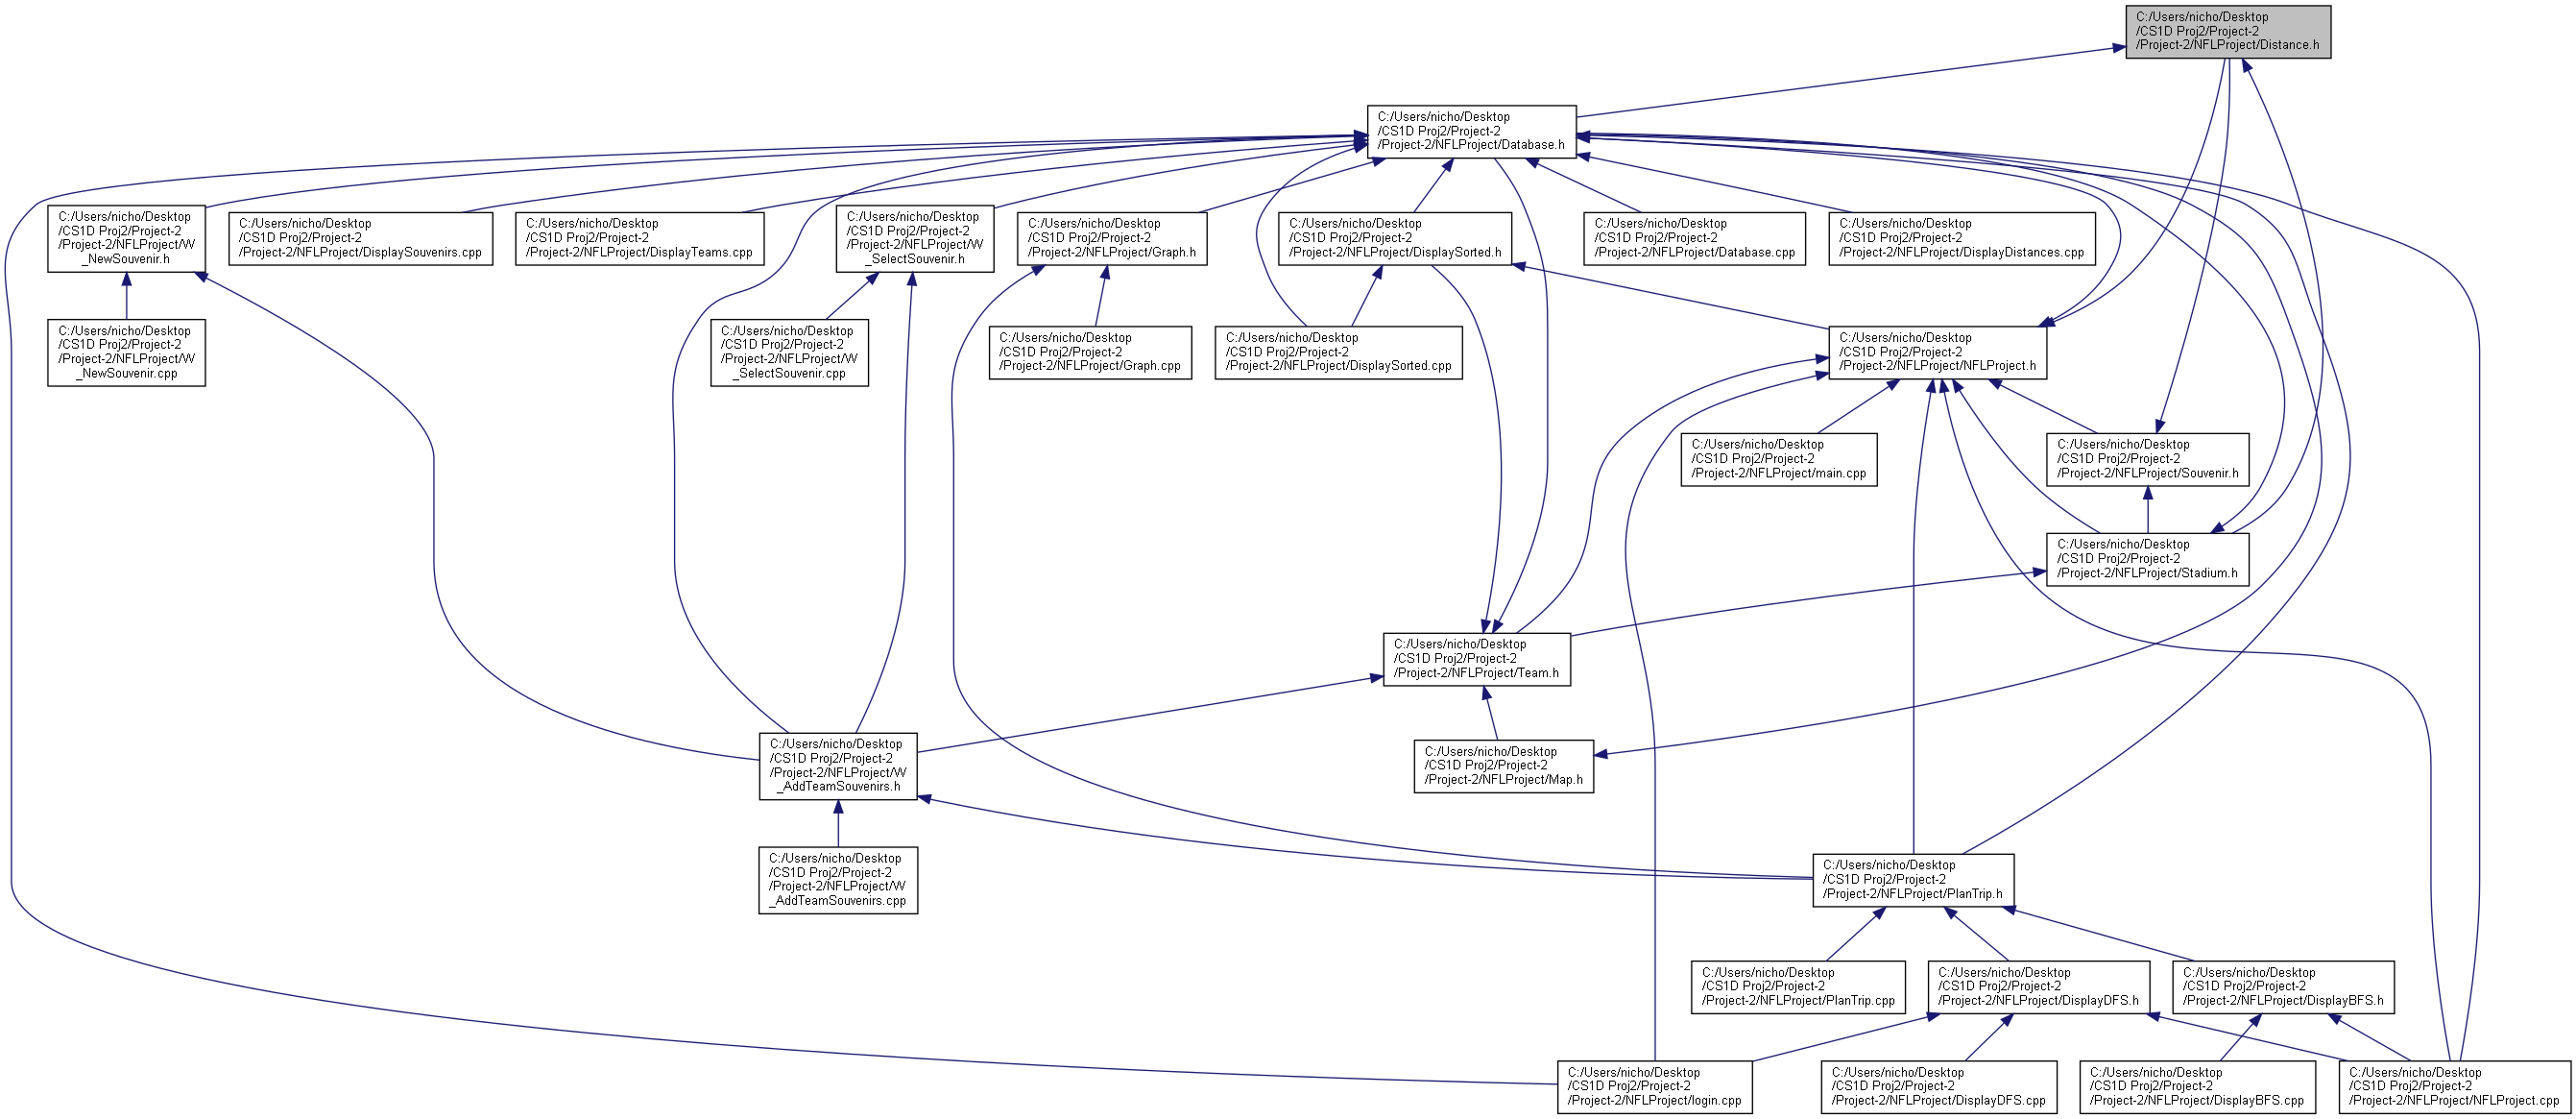 C:/Users/nicho/Desktop
/CS1D Proj2/Project-2
/Project-2/NFLProject/Distance.h
C:/Users/nicho/Desktop
/CS1D Proj2/Project-2
/Project-2/NFLProject/Database.h
C:/Users/nicho/Desktop
/CS1D Proj2/Project-2
/Project-2/NFLProject/W
_NewSouvenir.h
C:/Users/nicho/Desktop
/CS1D Proj2/Project-2
/Project-2/NFLProject/DisplaySouvenirs.cpp
C:/Users/nicho/Desktop
/CS1D Proj2/Project-2
/Project-2/NFLProject/DisplayTeams.cpp
C:/Users/nicho/Desktop
/CS1D Proj2/Project-2
/Project-2/NFLProject/W
_SelectSouvenir.h
C:/Users/nicho/Desktop
/CS1D Proj2/Project-2
/Project-2/NFLProject/Graph.h
C:/Users/nicho/Desktop
/CS1D Proj2/Project-2
/Project-2/NFLProject/DisplaySorted.h
C:/Users/nicho/Desktop
/CS1D Proj2/Project-2
/Project-2/NFLProject/Database.cpp
C:/Users/nicho/Desktop
/CS1D Proj2/Project-2
/Project-2/NFLProject/DisplayDistances.cpp
C:/Users/nicho/Desktop
/CS1D Proj2/Project-2
/Project-2/NFLProject/W
_NewSouvenir.cpp
C:/Users/nicho/Desktop
/CS1D Proj2/Project-2
/Project-2/NFLProject/W
_SelectSouvenir.cpp
C:/Users/nicho/Desktop
/CS1D Proj2/Project-2
/Project-2/NFLProject/Graph.cpp
C:/Users/nicho/Desktop
/CS1D Proj2/Project-2
/Project-2/NFLProject/DisplaySorted.cpp
C:/Users/nicho/Desktop
/CS1D Proj2/Project-2
/Project-2/NFLProject/NFLProject.h
C:/Users/nicho/Desktop
/CS1D Proj2/Project-2
/Project-2/NFLProject/main.cpp
C:/Users/nicho/Desktop
/CS1D Proj2/Project-2
/Project-2/NFLProject/Souvenir.h
C:/Users/nicho/Desktop
/CS1D Proj2/Project-2
/Project-2/NFLProject/Stadium.h
C:/Users/nicho/Desktop
/CS1D Proj2/Project-2
/Project-2/NFLProject/Team.h
C:/Users/nicho/Desktop
/CS1D Proj2/Project-2
/Project-2/NFLProject/W
_AddTeamSouvenirs.h
C:/Users/nicho/Desktop
/CS1D Proj2/Project-2
/Project-2/NFLProject/Map.h
C:/Users/nicho/Desktop
/CS1D Proj2/Project-2
/Project-2/NFLProject/W
_AddTeamSouvenirs.cpp
C:/Users/nicho/Desktop
/CS1D Proj2/Project-2
/Project-2/NFLProject/PlanTrip.h
C:/Users/nicho/Desktop
/CS1D Proj2/Project-2
/Project-2/NFLProject/PlanTrip.cpp
C:/Users/nicho/Desktop
/CS1D Proj2/Project-2
/Project-2/NFLProject/DisplayDFS.h
C:/Users/nicho/Desktop
/CS1D Proj2/Project-2
/Project-2/NFLProject/DisplayBFS.h
C:/Users/nicho/Desktop
/CS1D Proj2/Project-2
/Project-2/NFLProject/login.cpp
C:/Users/nicho/Desktop
/CS1D Proj2/Project-2
/Project-2/NFLProject/DisplayDFS.cpp
C:/Users/nicho/Desktop
/CS1D Proj2/Project-2
/Project-2/NFLProject/DisplayBFS.cpp
C:/Users/nicho/Desktop
/CS1D Proj2/Project-2
/Project-2/NFLProject/NFLProject.cpp